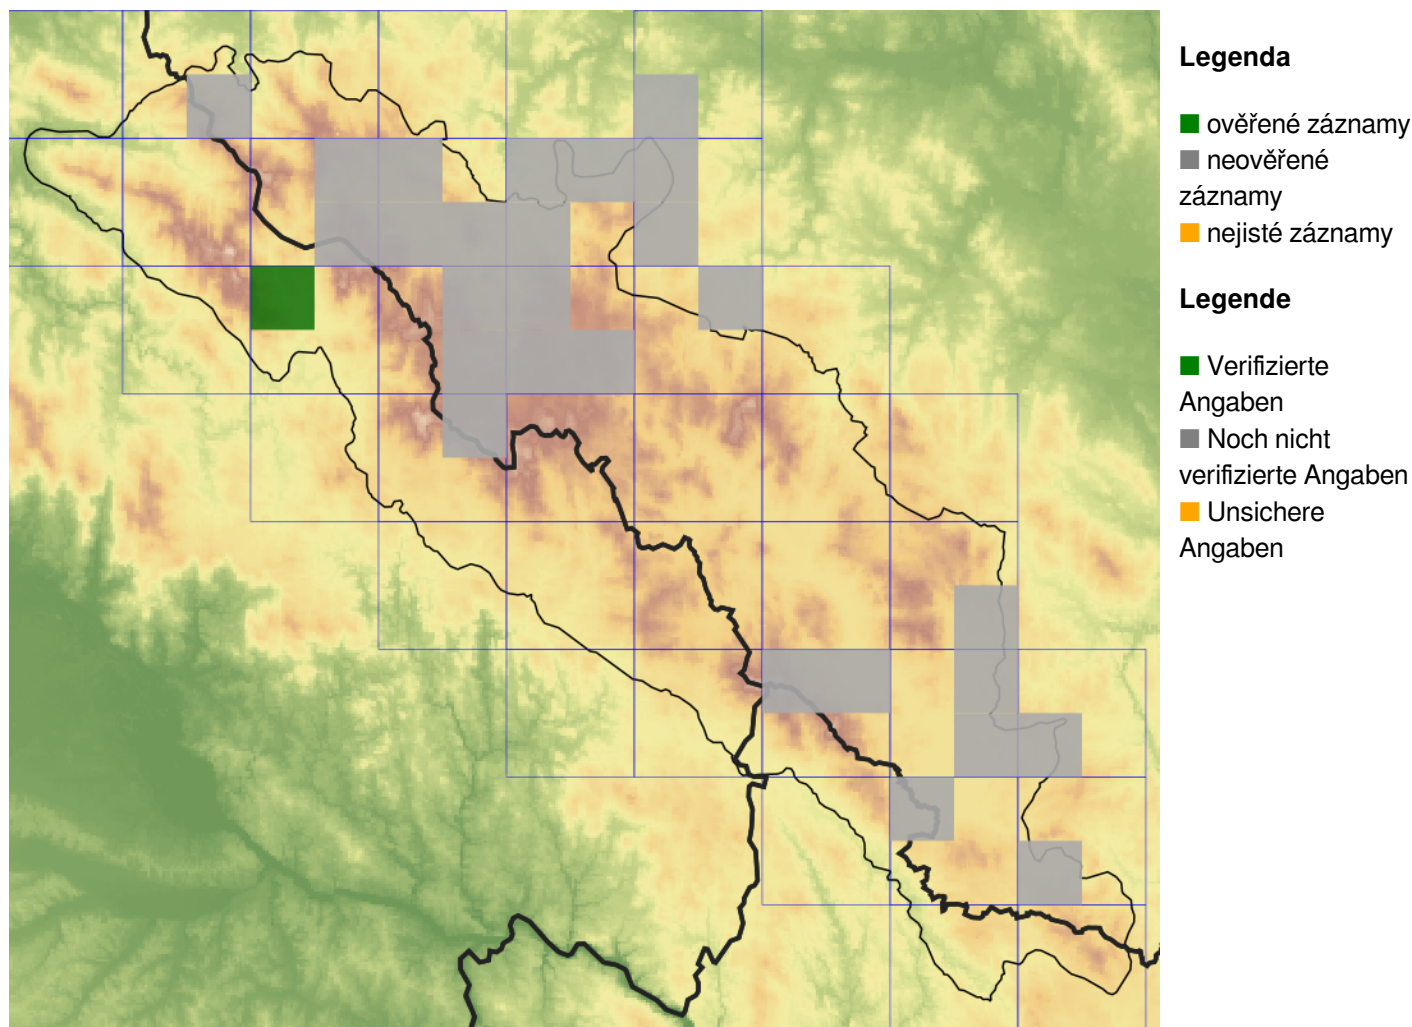 Legenda
ověřené záznamy
neověřené
záznamy
nejisté záznamy
Legende
Verifizierte
Angaben
Noch nicht
verifizierte Angaben
Unsichere
Angaben